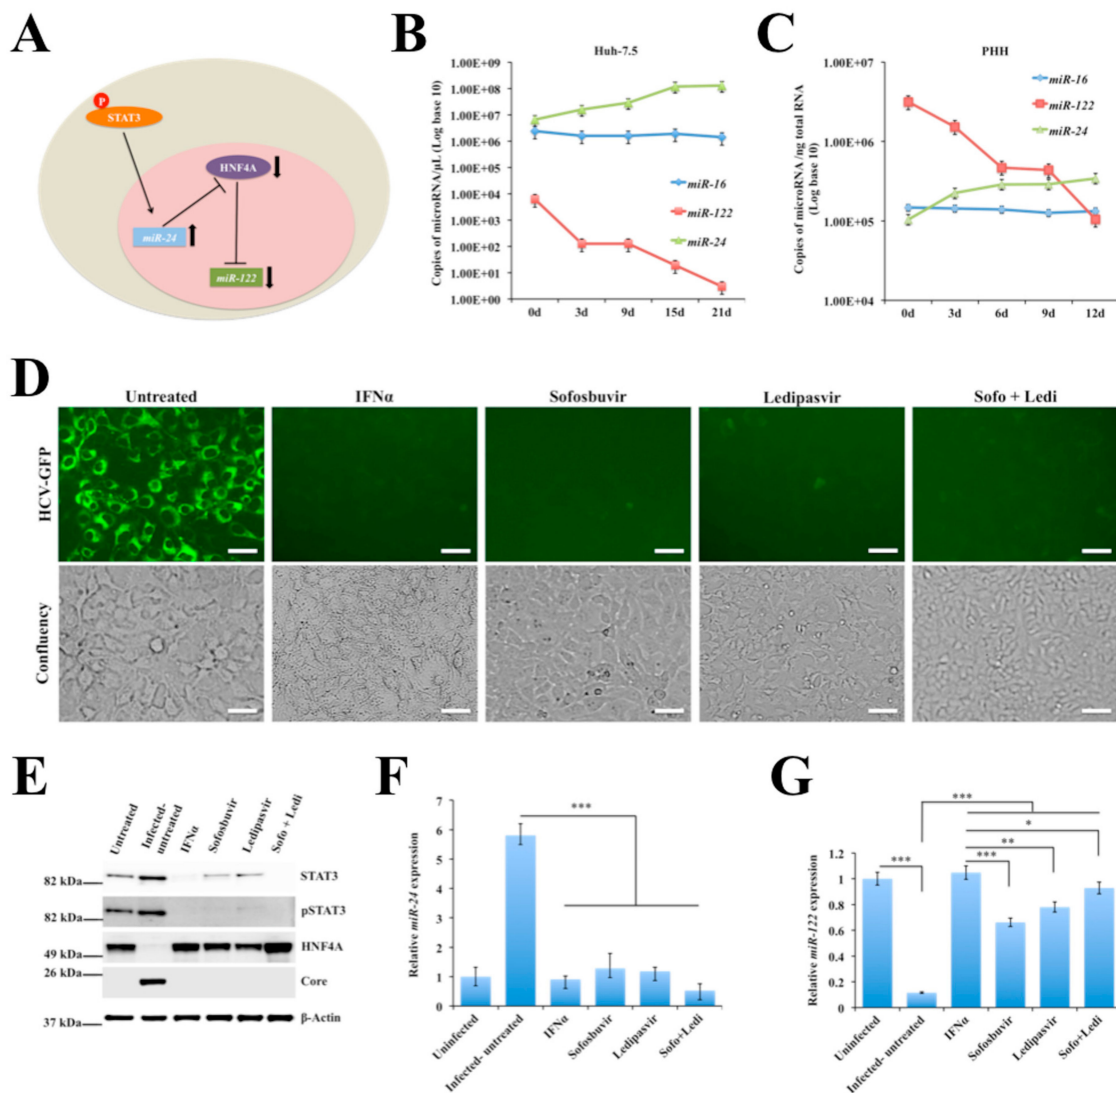 A
P
STAT3
HNF4A
miR-24
miR-122
B
Huh-7.5
Copies of microRNA/µL (Log base 10)
1.00E+09
1.00E+08
1.00E+07
1.00E+06
1.00E+05
1.00E+04
1.00E+03
1.00E+02
1.00E+01
1.00E+00
miR-16
miR-122
miR-24
0d 3d 9d 15d 21d
C
PHH
Copies of microRNA /ng total RNA
(Log base 10)
1.00E+07
1.00E+06
1.00E+05
1.00E+04
miR-16
miR-122
miR-24
0d 3d 6d 9d 12d
D
Untreated IFNα Sofosbuvir Ledipasvir Sofo + Ledi
HCV-GFP
Confluency
E
Untreated
Infected-
untreated
IFNα
Sofosbuvir
Ledipasvir
Sofo + Ledi
82 kDa STAT3
82 kDa pSTAT3
49 kDa HNF4A
26 kDa Core
37 kDa β-Actin
F
Relative miR-24 expression
7
6
5
4
3
2
1
0
***
Uninfected
Infected- untreated
IFNα
Sofosbuvir
Ledipasvir
Sofo+Ledi
G
Relative miR-122 expression
1.2
1
0.8
0.6
0.4
0.2
0
***
*
**
***
***
Uninfected
Infected- untreated
IFNα
Sofosbuvir
Ledipasvir
Sofo+Ledi